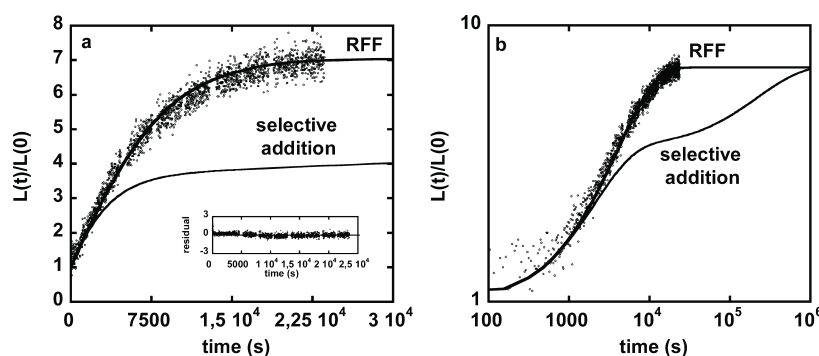 a
RFF
selective
addition
L(t)/L(0)
8
7
6
5
4
3
2
1
0
residual
3
0
-3
0 5000 1 10⁴ 1,5 10⁴ 2 10⁴ 2,5 10⁴
time (s)
0 7500 1,5 10⁴ 2,25 10⁴ 3 10⁴
time (s)
b
RFF
selective
addition
L(t)/L(0)
10
1
100 1000 10⁴ 10⁵ 10⁶
time (s)